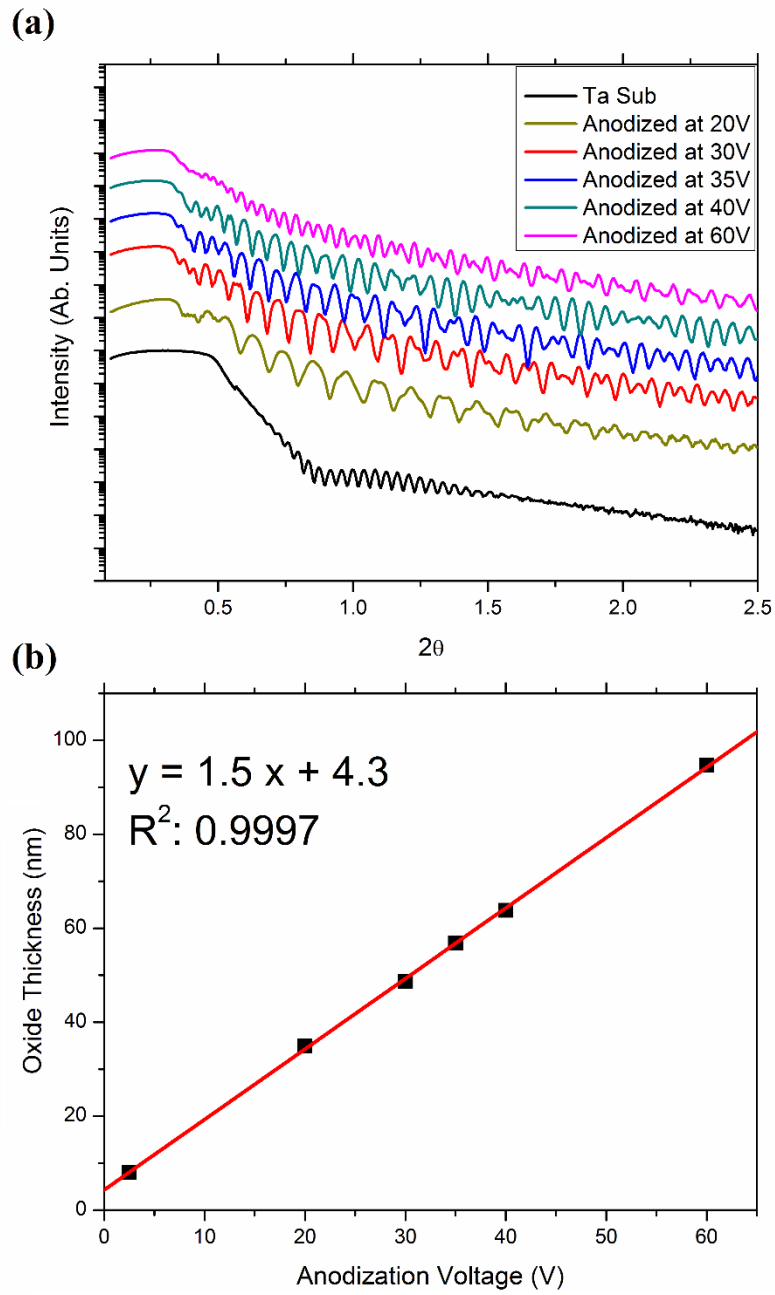 (a)
Ta Sub
Anodized at 20V
Anodized at 30V
Anodized at 35V
Anodized at 40V
Anodized at 60V
Intensity (Ab. Units)
0.5 1.0 1.5 2.0 2.5
2θ
(b)
y = 1.5 x + 4.3
R²: 0.9997
Oxide Thickness (nm)
100
80
60
40
20
0
0 10 20 30 40 50 60
Anodization Voltage (V)